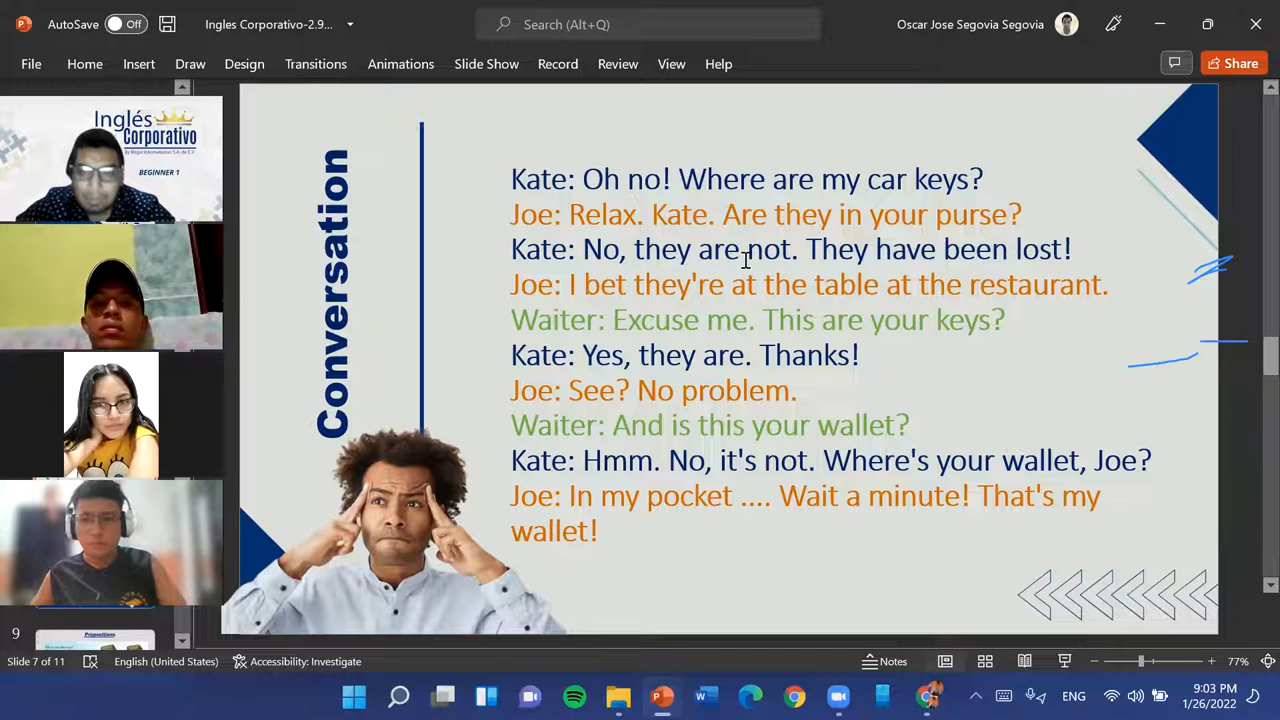 AutoSave Off Ingles Corporativo-2.9... Search (Alt+Q) Oscar Jose Segovia Segovia
File Home Insert Draw Design Transitions Animations Slide Show Record Review View Help Share
Inglés
Corporativo
BEGINNER 1
Conversation
Kate: Oh no! Where are my car keys?
Joe: Relax. Kate. Are they in your purse?
Kate: No, they are not. They have been lost!
Joe: I bet they're at the table at the restaurant.
Waiter: Excuse me. This are your keys?
Kate: Yes, they are. Thanks!
Joe: See? No problem.
Waiter: And is this your wallet?
Kate: Hmm. No, it's not. Where's your wallet, Joe?
Joe: In my pocket .... Wait a minute! That's my
wallet!
9
Prepositions
Slide 7 of 11 English (United States) Accessibility: Investigate Notes 77%
ENG 9:03 PM
1/26/2022